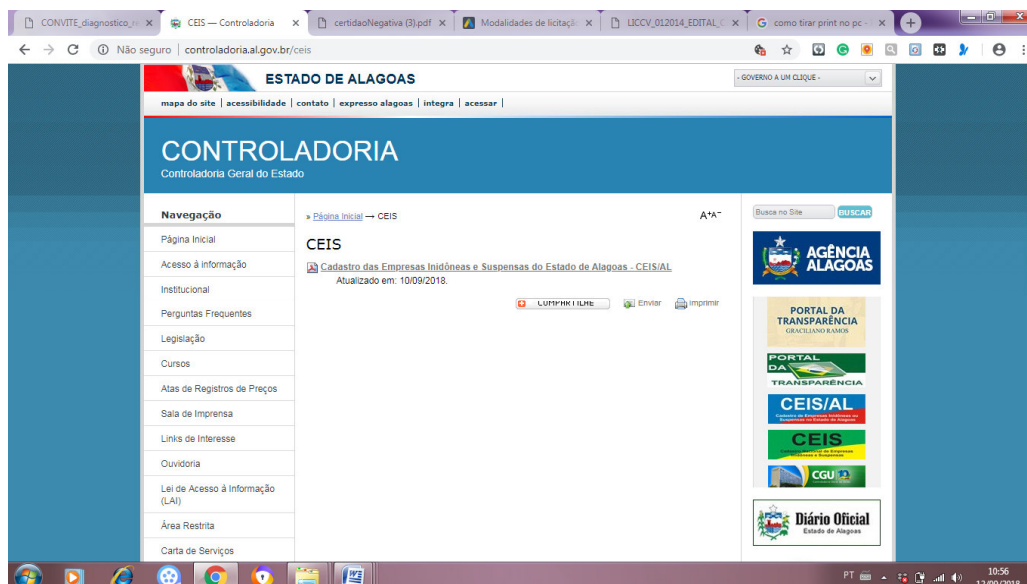 CONVITE_diagnostico_r
CEIS — Controladoria
certidaoNegativa (3).pdf
Modalidades de licitaçã
LICCV_012014_EDITAL_C
como tirar print no pc -
Não seguro | controladoria.al.gov.br/ceis
ESTADO DE ALAGOAS
- GOVERNO A UM CLIQUE -
mapa do site | acessibilidade | contato | expresso alagoas | integra | acessar |
CONTROLADORIA
Controladoria Geral do Estado
Navegação
Página Inicial
Acesso à informação
Institucional
Perguntas Frequentes
Legislação
Cursos
Atas de Registros de Preços
Sala de Imprensa
Links de Interesse
Ouvidoria
Lei de Acesso à Informação
(LAI)
Área Restrita
Carta de Serviços
» Página Inicial → CEIS
A+A−
CEIS
Cadastro das Empresas Inidôneas e Suspensas do Estado de Alagoas - CEIS/AL
Atualizado em: 10/09/2018.
COMPARTILHE
Enviar
Imprimir
Busca no Site
BUSCAR
AGÊNCIA
ALAGOAS
PORTAL DA
TRANSPARÊNCIA
GRACILIANO RAMOS
PORTAL
DA
TRANSPARÊNCIA
CEIS/AL
CEIS
CGU
Diário Oficial
Estado de Alagoas
PT
10:56
12/09/2018